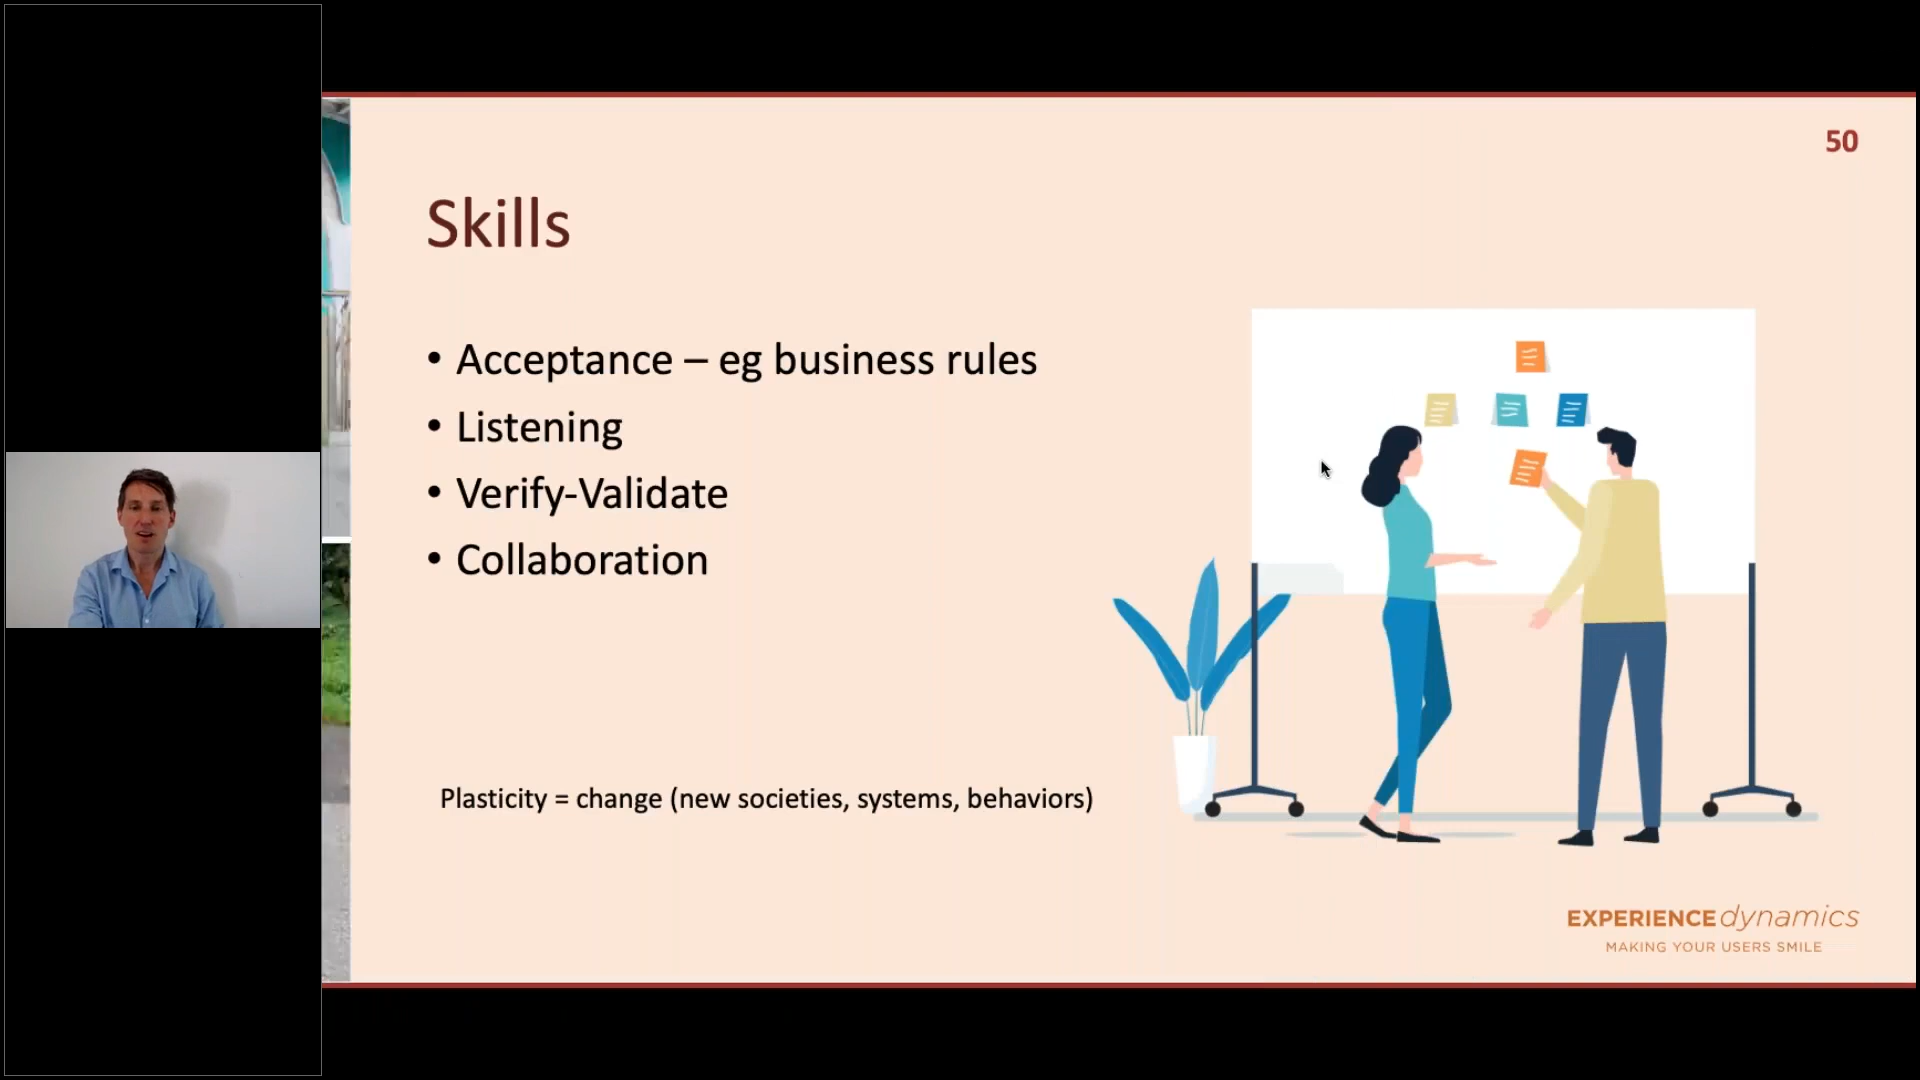 50
Skills
• Acceptance – eg business rules
• Listening
• Verify-Validate
• Collaboration
Plasticity = change (new societies, systems, behaviors)
EXPERIENCE dynamics
MAKING YOUR USERS SMILE